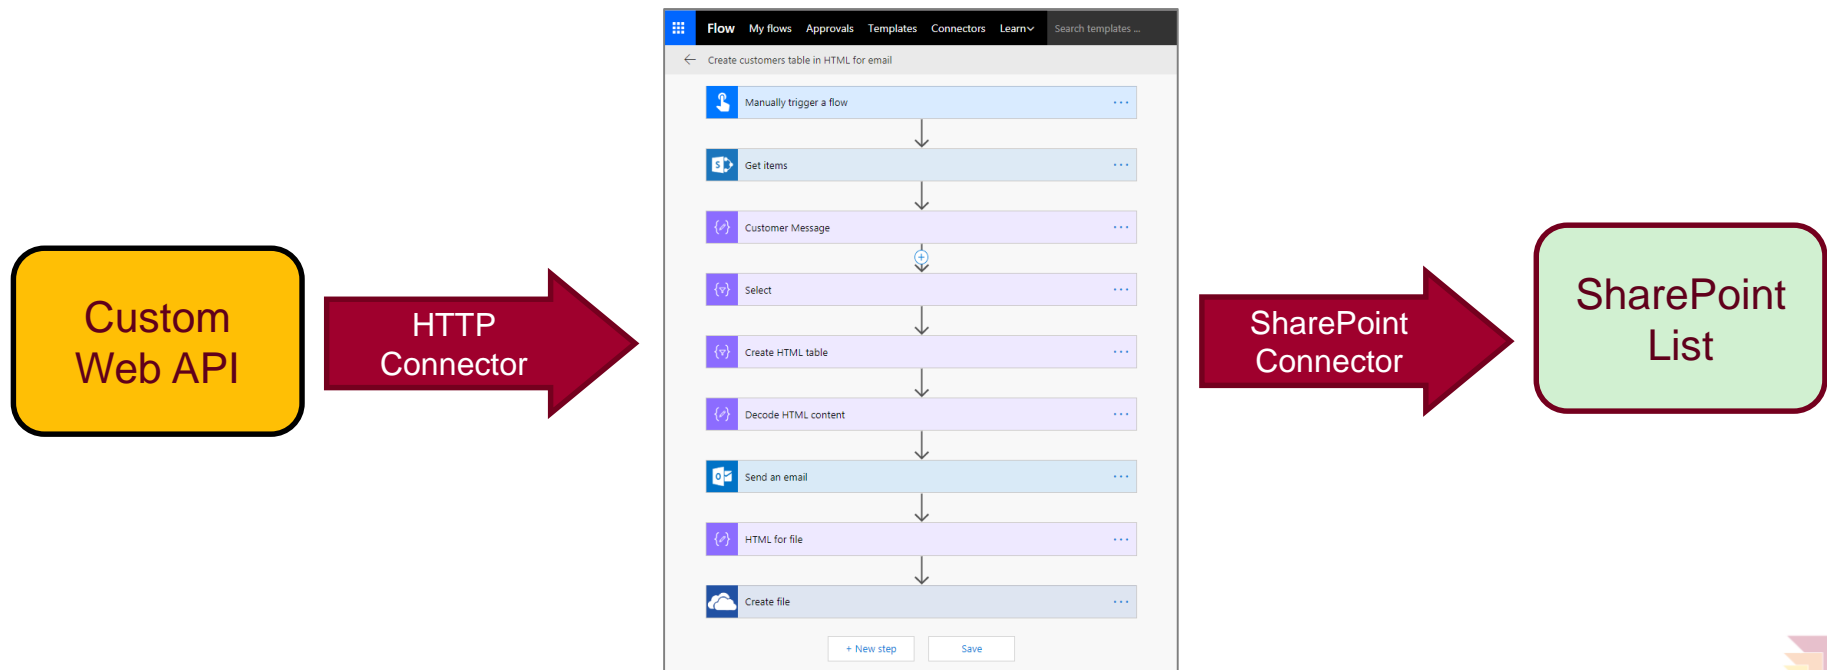 Flow My flows Approvals Templates Connectors Learn Search templates ...
Create customers table in HTML for email
Manually trigger a flow
Get items
Customer Message
Select
Create HTML table
Decode HTML content
Send an email
HTML for file
Create file
+ New step Save
Custom
Web API
HTTP
Connector
SharePoint
Connector
SharePoint
List